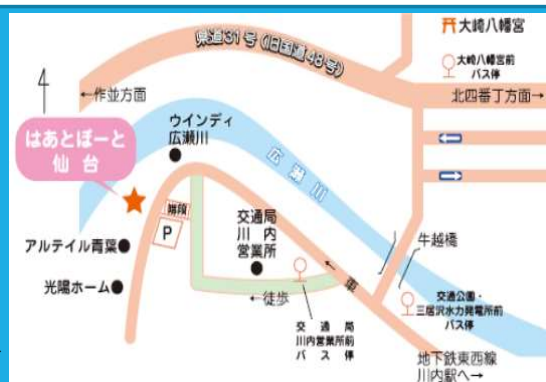 大崎八幡宮
県道31号(旧国道48号)
大崎八幡宮前
バス停
←作並方面
北四番丁方面→
はあとぽーと
仙台
ウインディ
広瀬川
広瀬川
階段
P
交通局
川内
営業所
牛越橋
アルテイル青葉
←車
光陽ホーム
←徒歩
交通公園・
三居沢水力発電所前
バス停
交通局
川内営業所前
バス停
地下鉄東西線
川内駅へ→